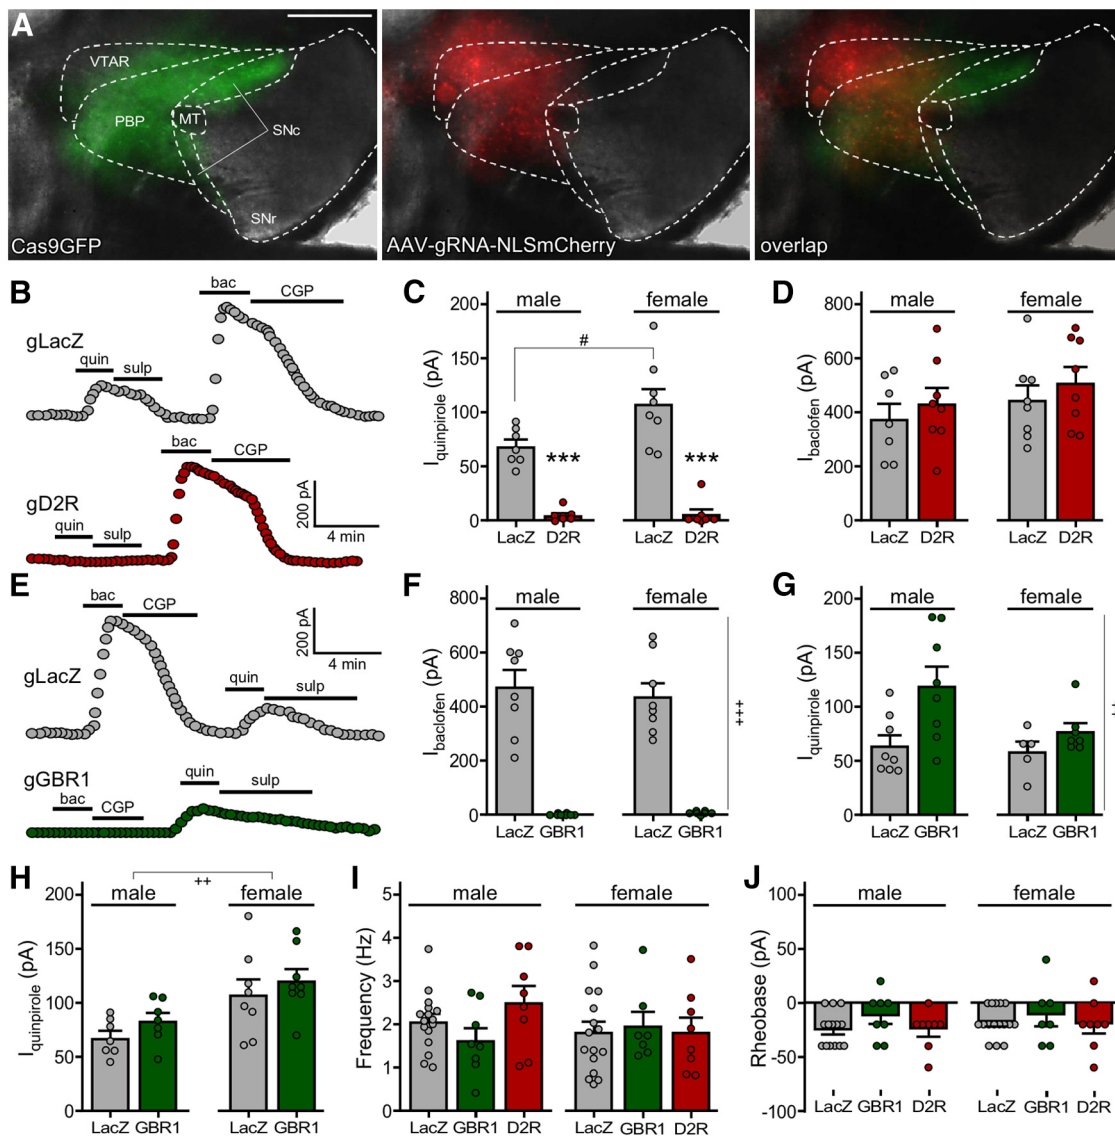 A
VTAR
PBP
MT
SNc
SNr
Cas9GFP
AAV-gRNA-NLSmCherry
overlap
B
gLacZ
quin
sulp
bac
CGP
gD2R
quin
sulp
bac
CGP
200 pA
4 min
C
male
female
#
Iquinpirole (pA)
200
150
100
50
0
***
***
LacZ D2R
LacZ D2R
D
male
female
Ibaclofen (pA)
800
600
400
200
0
LacZ D2R
LacZ D2R
E
gLacZ
bac
CGP
quin
sulp
200 pA
4 min
gGBR1
bac
CGP
quin
sulp
F
male
female
Ibaclofen (pA)
800
600
400
200
0
+++
LacZ GBR1
LacZ GBR1
G
male
female
Iquinpirole (pA)
200
150
100
50
0
LacZ GBR1
LacZ GBR1
H
male
++
female
Iquinpirole (pA)
200
150
100
50
0
LacZ GBR1
LacZ GBR1
I
male
female
Frequency (Hz)
5
4
3
2
1
0
LacZ GBR1 D2R
LacZ GBR1 D2R
J
male
female
Rheobase (pA)
100
50
0
-50
-100
LacZ GBR1 D2R
LacZ GBR1 D2R